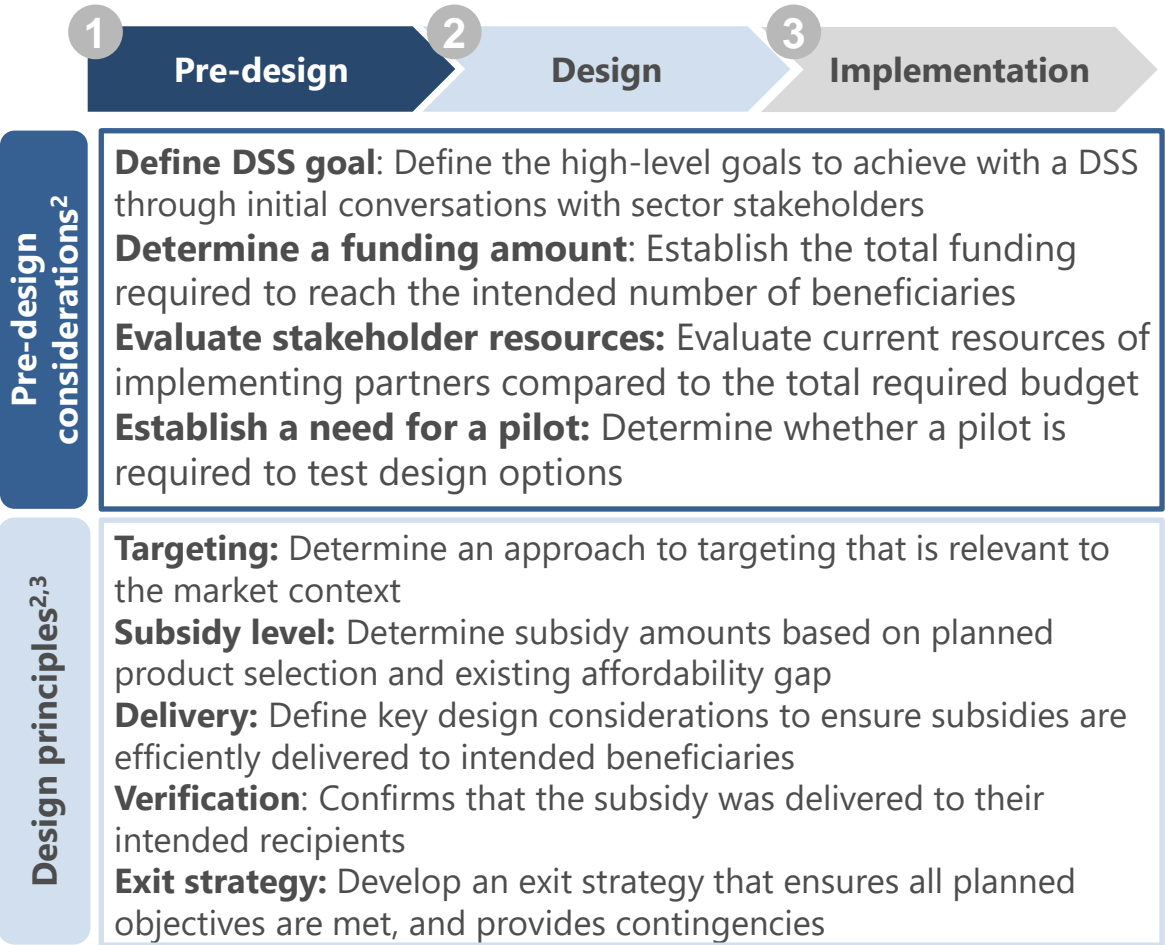 1
Pre-design
2
Design
3
Implementation
Pre-design
considerations2
Define DSS goal: Define the high-level goals to achieve with a DSS
through initial conversations with sector stakeholders
Determine a funding amount: Establish the total funding
required to reach the intended number of beneficiaries
Evaluate stakeholder resources: Evaluate current resources of
implementing partners compared to the total required budget
Establish a need for a pilot: Determine whether a pilot is
required to test design options
Design principles2,3
Targeting: Determine an approach to targeting that is relevant to
the market context
Subsidy level: Determine subsidy amounts based on planned
product selection and existing affordability gap
Delivery: Define key design considerations to ensure subsidies are
efficiently delivered to intended beneficiaries
Verification: Confirms that the subsidy was delivered to their
intended recipients
Exit strategy: Develop an exit strategy that ensures all planned
objectives are met, and provides contingencies